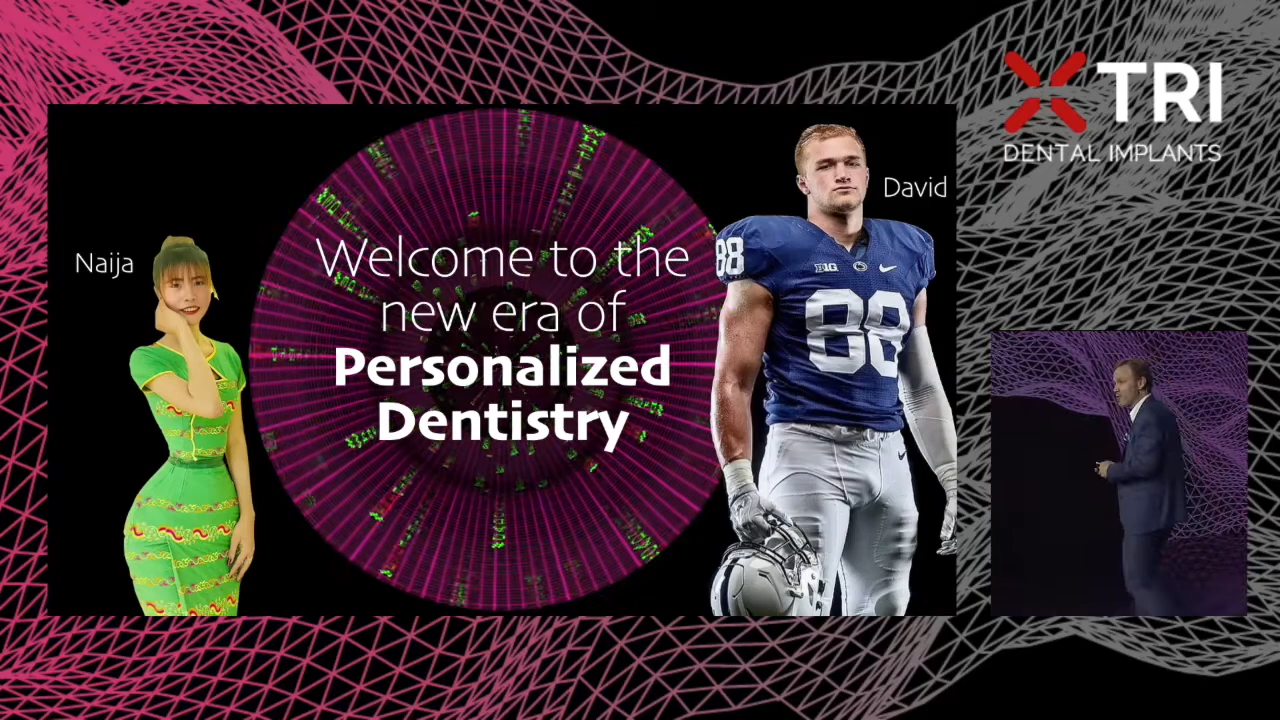 TRI
DENTAL IMPLANTS
Naija
David
Welcome to the
new era of
Personalized
Dentistry
88
B1G
88